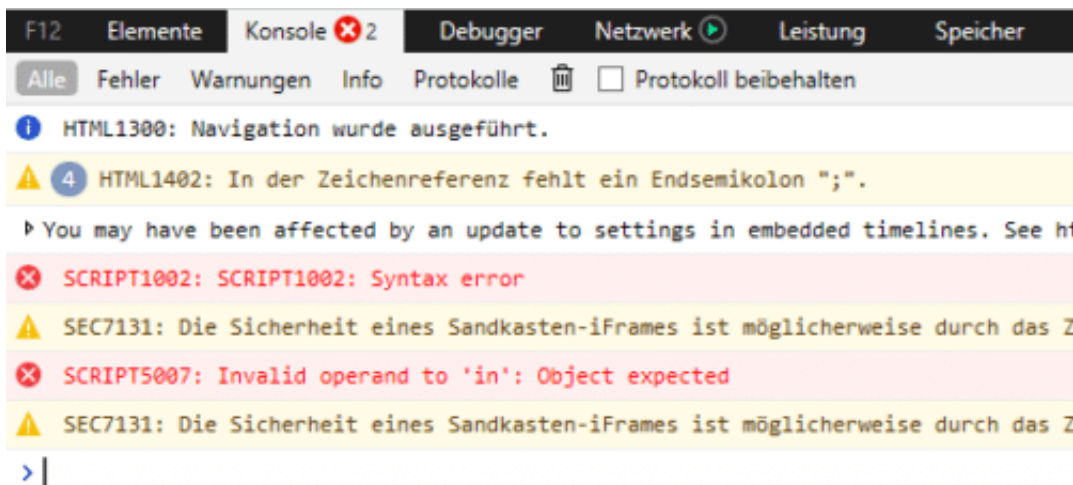 F12 Elemente Konsole 2 Debugger Netzwerk Leistung Speicher
Alle Fehler Warnungen Info Protokolle Protokoll beibehalten
HTML1300: Navigation wurde ausgeführt.
4 HTML1402: In der Zeichenreferenz fehlt ein Endsemikolon ";".
You may have been affected by an update to settings in embedded timelines. See
SCRIPT1002: SCRIPT1002: Syntax error
SEC7131: Die Sicherheit eines Sandkasten-iFrames ist möglicherweise durch das
SCRIPT5007: Invalid operand to 'in': Object expected
SEC7131: Die Sicherheit eines Sandkasten-iFrames ist möglicherweise durch das
>